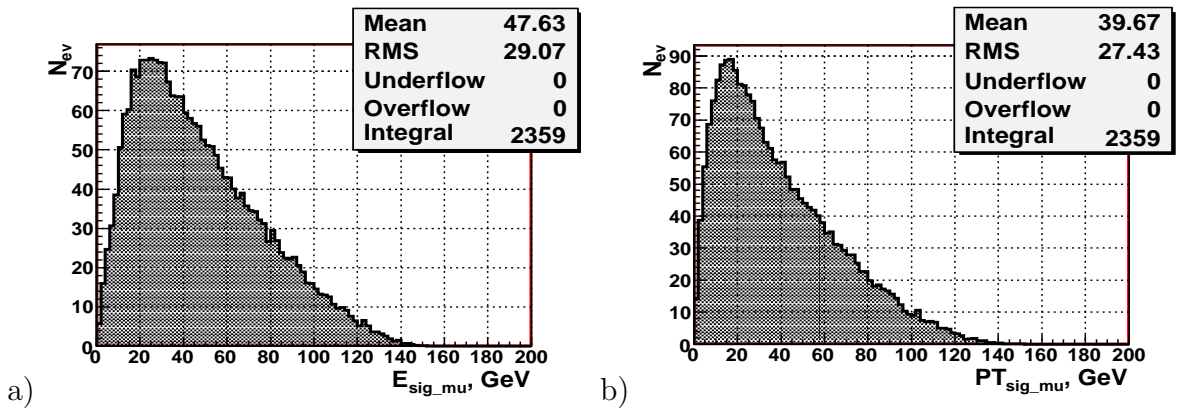 Mean 47.63
RMS 29.07
Underflow 0
Overflow 0
Integral 2359
N_ev
70
60
50
40
30
20
10
0
0 20 40 60 80 100 120 140 160 180 200
E_sig_mu, GeV
a)
Mean 39.67
RMS 27.43
Underflow 0
Overflow 0
Integral 2359
N_ev
90
80
70
60
50
40
30
20
10
0
0 20 40 60 80 100 120 140 160 180 200
PT_sig_mu, GeV
b)